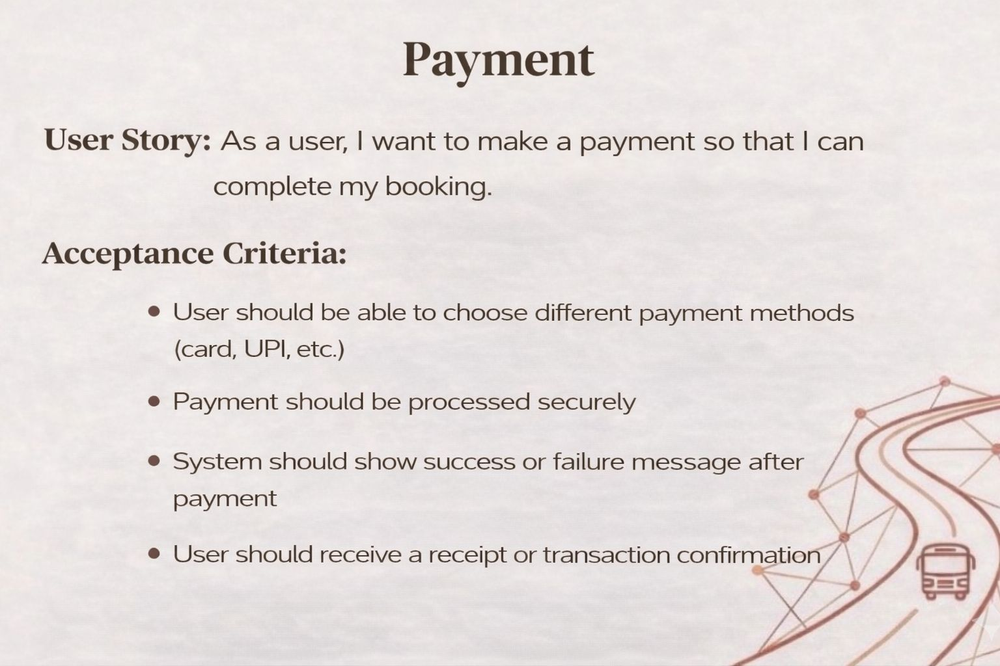 Payment
User Story: As a user, I want to make a payment so that I can
complete my booking.
Acceptance Criteria:
• User should be able to choose different payment methods
(card, UPI, etc.)
• Payment should be processed securely
• System should show success or failure message after
payment
• User should receive a receipt or transaction confirmation